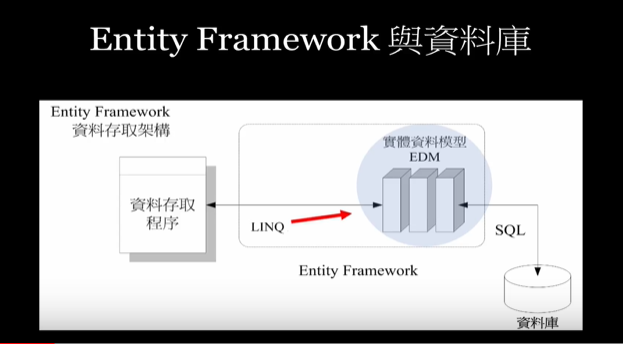 Entity Framework 與資料庫
Entity Framework
資料存取架構
實體資料模型
EDM
資料存取
程序
LINQ
SQL
Entity Framework
資料庫